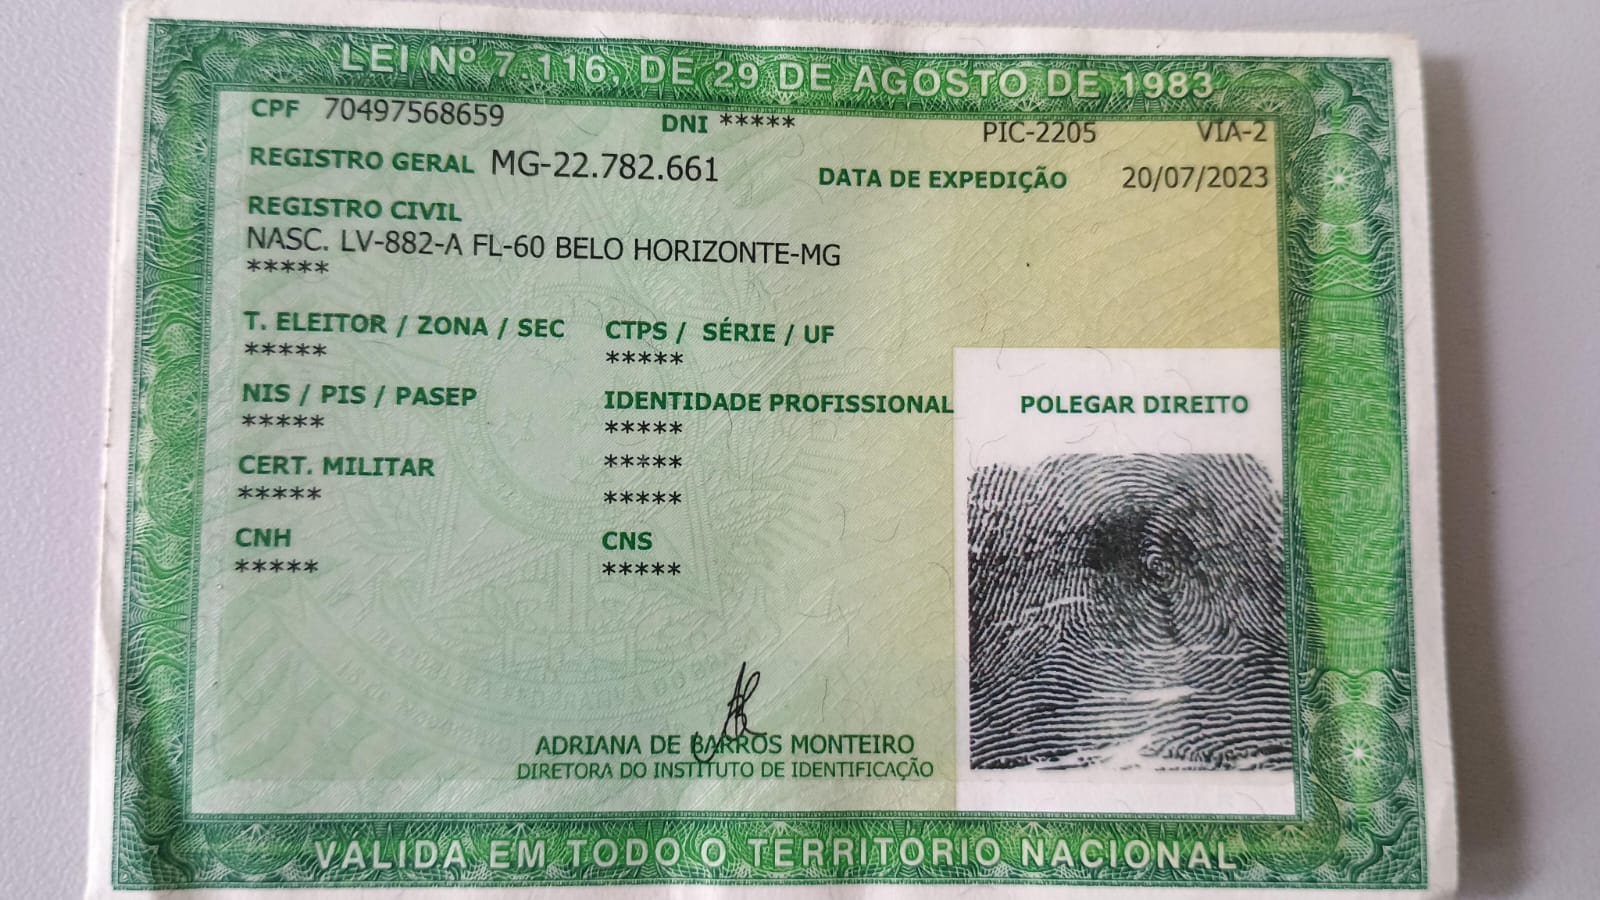 LEI Nº 7.116, DE 29 DE AGOSTO DE 1983
CPF 70497568659 DNI ***** PIC-2205 VIA-2
REGISTRO GERAL MG-22.782.661 DATA DE EXPEDIÇÃO 20/07/2023
REGISTRO CIVIL
NASC. LV-882-A FL-60 BELO HORIZONTE-MG
*****
T. ELEITOR / ZONA / SEC CTPS / SÉRIE / UF
***** *****
NIS / PIS / PASEP IDENTIDADE PROFISSIONAL POLEGAR DIREITO
***** *****
CERT. MILITAR *****
***** *****
CNH CNS
***** *****
ADRIANA DE BARROS MONTEIRO
DIRETORA DO INSTITUTO DE IDENTIFICAÇÃO
VÁLIDA EM TODO O TERRITÓRIO NACIONAL